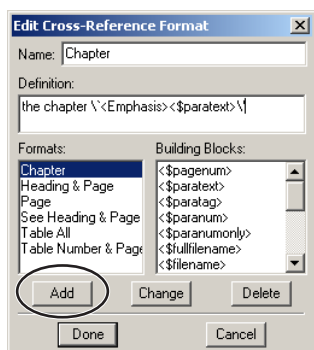 Edit Cross-Reference Format
Name: Chapter
Definition:
the chapter \`<Emphasis><$paratext>\'
Formats:
Chapter
Heading & Page
Page
See Heading & Page
Table All
Table Number & Page
Building Blocks:
<$pagenum>
<$paratext>
<$paratag>
<$paranum>
<$paranumonly>
<$fullfilename>
<$filename>
Add
Change
Delete
Done
Cancel